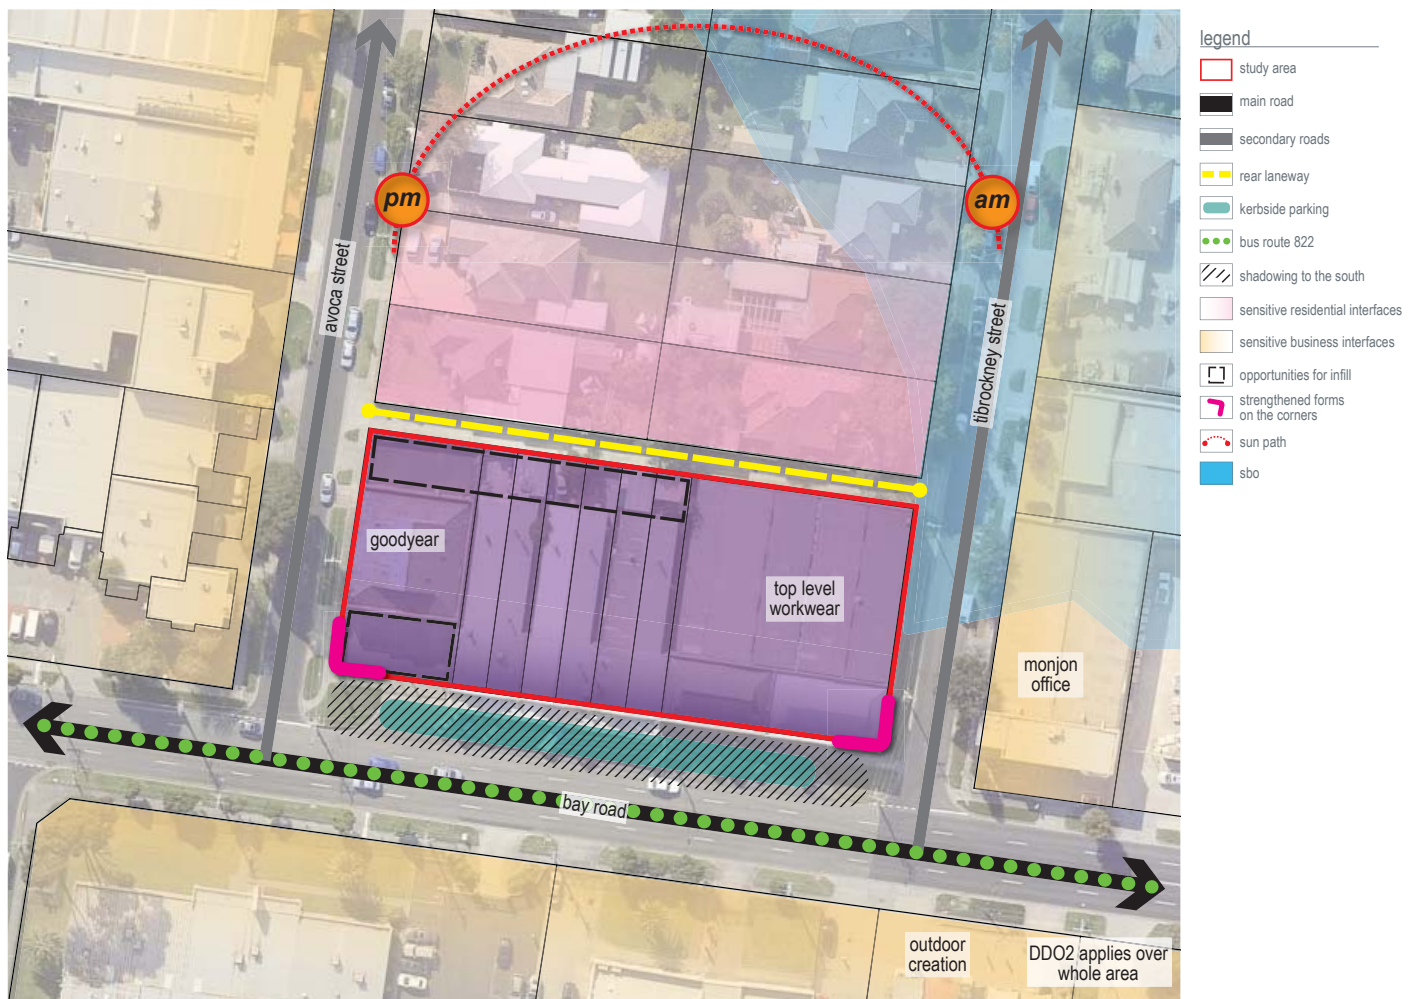 legend
study area
main road
secondary roads
rear laneway
kerbside parking
bus route 822
shadowing to the south
sensitive residential interfaces
sensitive business interfaces
opportunities for infill
strengthened forms
on the corners
sun path
sbo
pm
am
avoca street
tibrockney street
goodyear
top level
workwear
monjon
office
bay road
outdoor
creation
DDO2 applies over
whole area